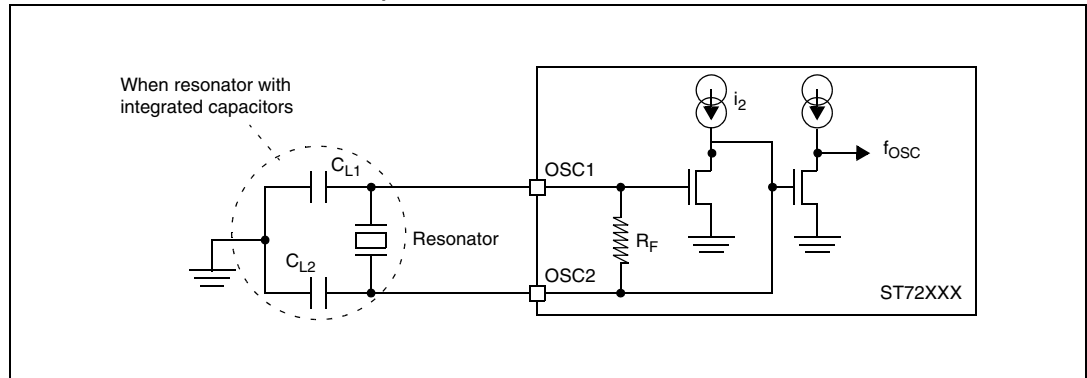 When resonator with
integrated capacitors
i2
fOSC
CL1
OSC1
Resonator
RF
CL2
OSC2
ST72XXX